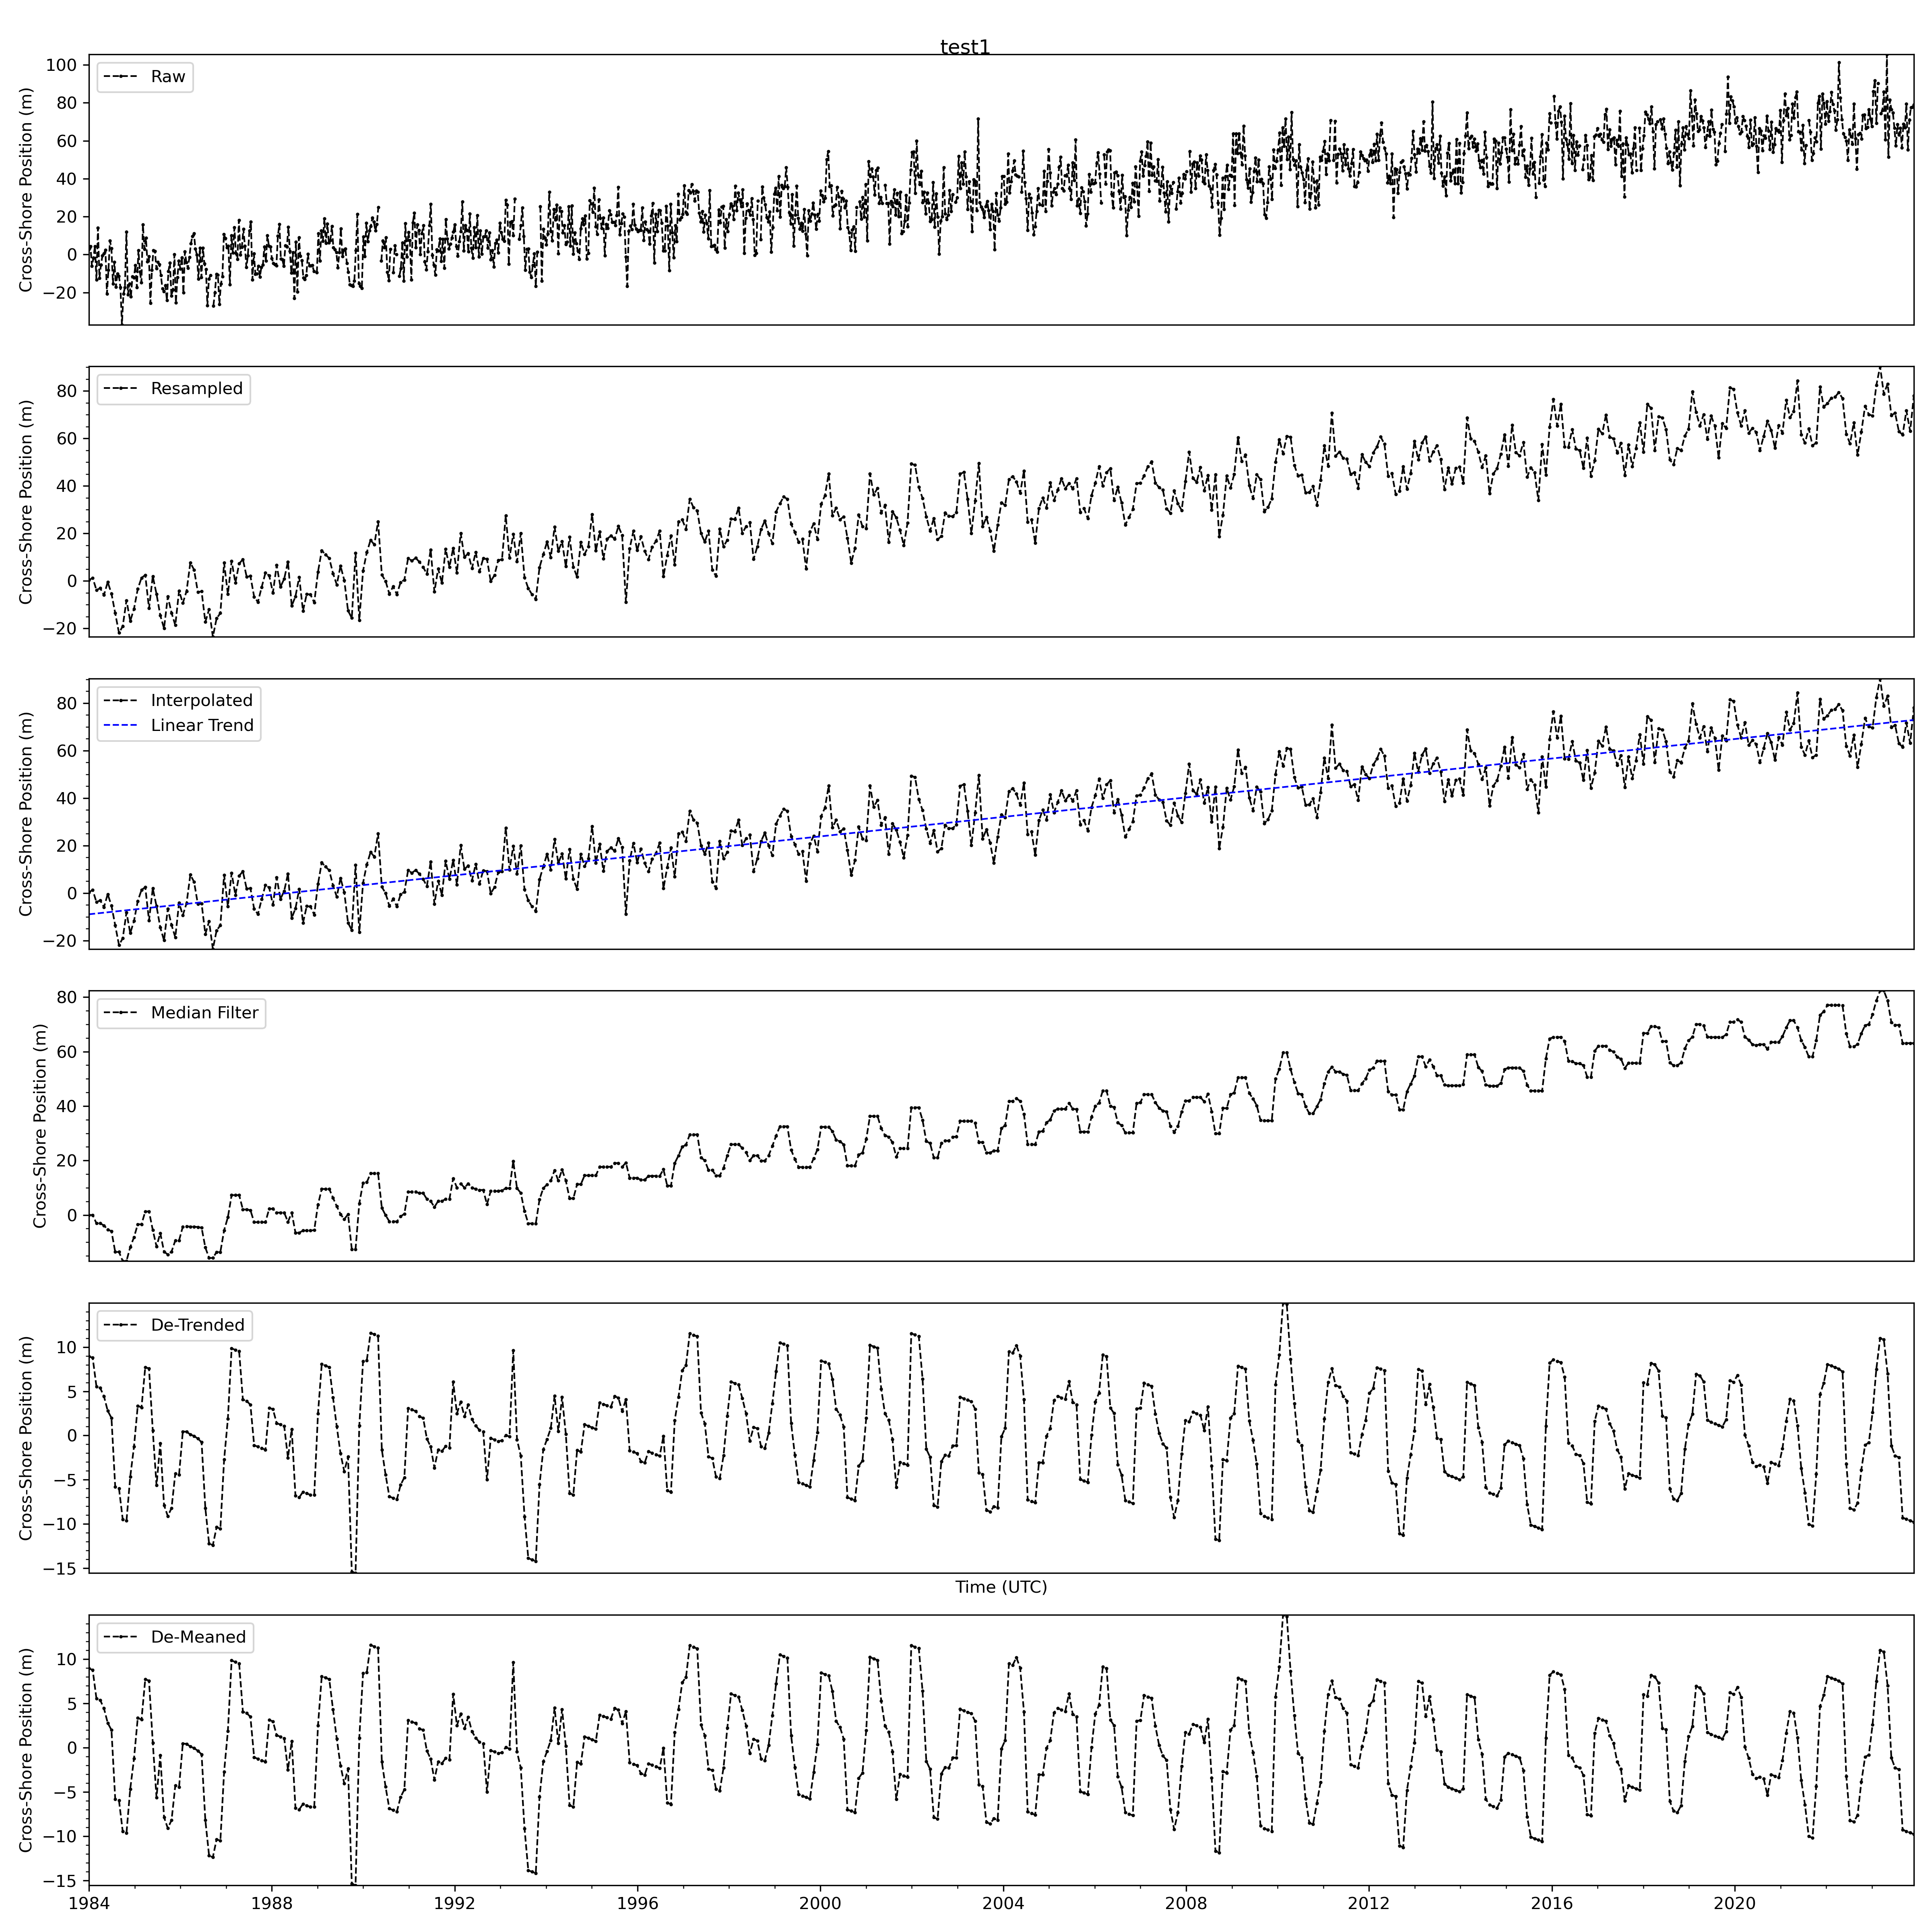 test1
Cross-Shore Position (m)
100
80
60
40
20
0
−20
Raw
Cross-Shore Position (m)
80
60
40
20
0
−20
Resampled
Cross-Shore Position (m)
80
60
40
20
0
−20
Interpolated
Linear Trend
Cross-Shore Position (m)
80
60
40
20
0
Median Filter
Cross-Shore Position (m)
10
5
0
−5
−10
−15
De-Trended
Time (UTC)
Cross-Shore Position (m)
10
5
0
−5
−10
−15
De-Meaned
1984 1988 1992 1996 2000 2004 2008 2012 2016 2020